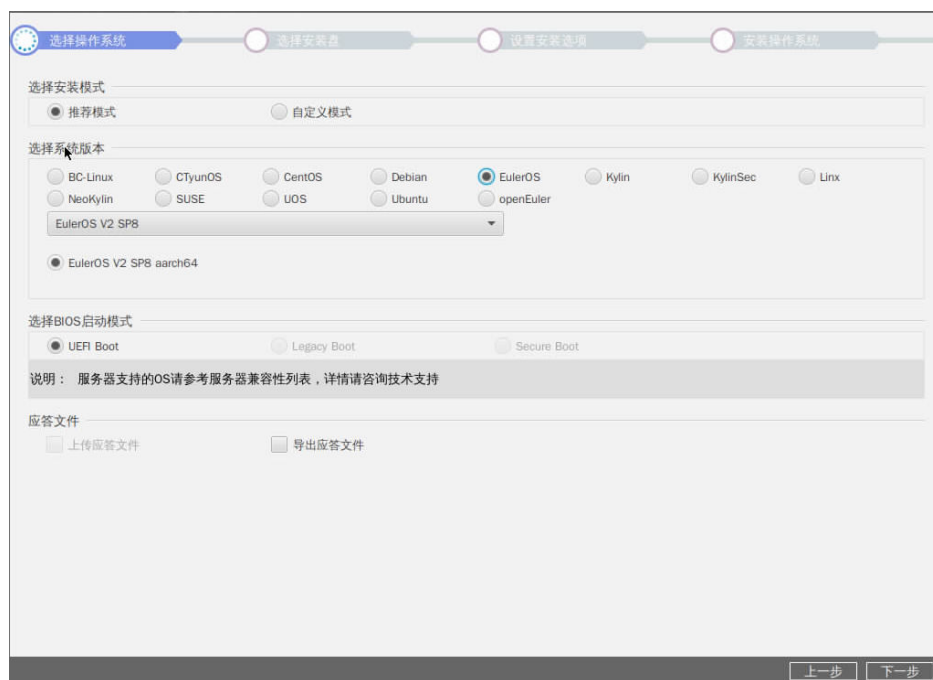 选择操作系统 选择安装盘 设置安装选项 安装操作系统
选择安装模式
推荐模式 自定义模式
选择系统版本
BC-Linux CTyunOS CentOS Debian EulerOS Kylin KylinSec Linx
NeoKylin SUSE UOS Ubuntu openEuler
EulerOS V2 SP8
EulerOS V2 SP8 aarch64
选择BIOS启动模式
UEFI Boot Legacy Boot Secure Boot
说明： 服务器支持的OS请参考服务器兼容性列表，详情请咨询技术支持
应答文件
上传应答文件 导出应答文件
上一步 下一步